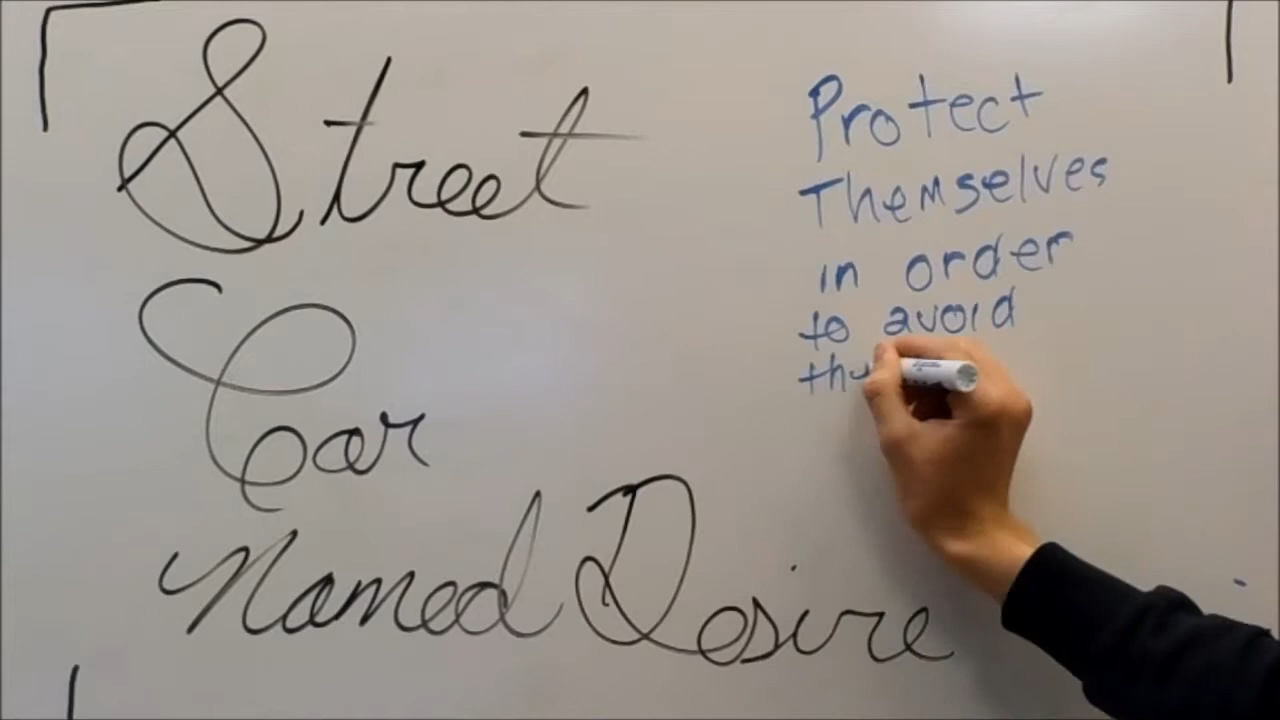 Street
Car
Named Desire
Protect
Themselves
in order
to avoid